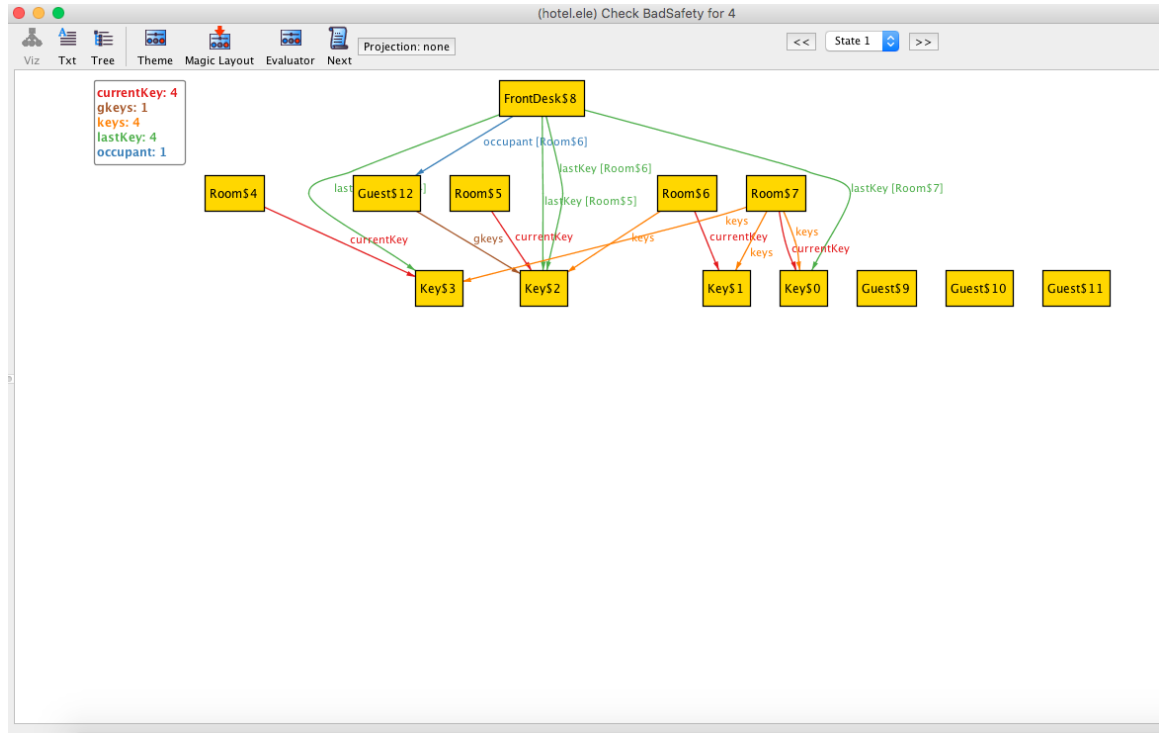 (hotel.ele) Check BadSafety for 4
Viz Txt Tree Theme Magic Layout Evaluator Next Projection: none << State 1 >>
currentKey: 4
gkeys: 1
keys: 4
lastKey: 4
occupant: 1
FrontDesk$8
occupant [Room$6]
lastKey [Room$6]
Room$4 Guest$12 Room$5 Room$6 Room$7 lastKey [Room$7]
lastKey [Room$5]
keys keys
currentKey gkeys currentKey keys currentKey currentKey
keys
Key$3 Key$2 Key$1 Key$0 Guest$9 Guest$10 Guest$11